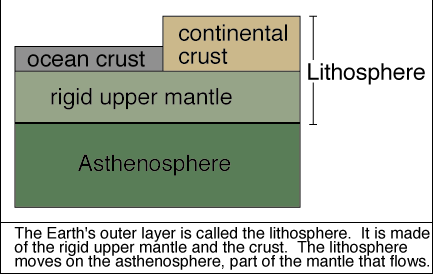 continental
crust
ocean crust
Lithosphere
rigid upper mantle
Asthenosphere
The Earth's outer layer is called the lithosphere. It is made
of the rigid upper mantle and the crust. The lithosphere
moves on the asthenosphere, part of the mantle that flows.